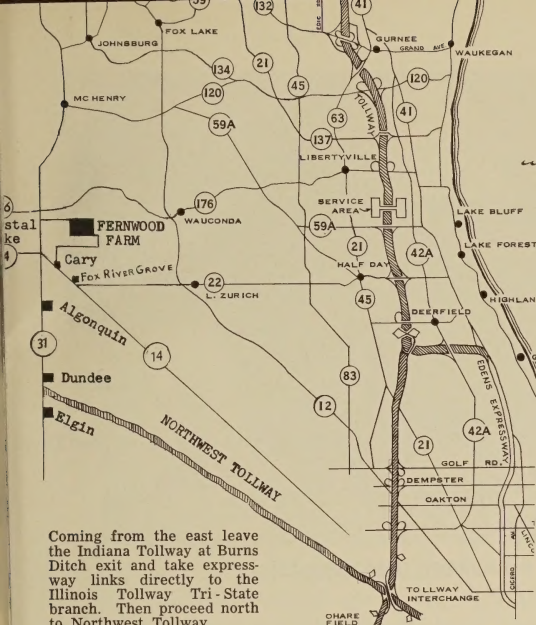 59
132
41
FOX LAKE
JOHNSBURG
GURNEE
GRAND AVE.
WAUKEGAN
134
21
45
120
120
TOLLWAY
41
MC HENRY
59A
63
137
LIBERTYVILLE
176
SERVICE
AREA
WAUCONDA
LAKE BLUFF
FERNWOOD
FARM
59A
21
LAKE FOREST
Cary
42A
FOX RIVER GROVE
HALF DAY
22
L. ZURICH
45
HIGHLAN
Algonquin
DEERFIELD
31
14
83
EDENS EXPRESSWAY
Dundee
12
Elgin
NORTHWEST TOLLWAY
21
42A
GOLF RD.
DEMPSTER
OAKTON
CICERO AV
LINC
Coming from the east leave
the Indiana Tollway at Burns
Ditch exit and take express-
way links directly to the
Illinois Tollway Tri-State
branch. Then proceed north
to Northwest Tollway
TOLLWAY
INTERCHANGE
OHARE
FIELD